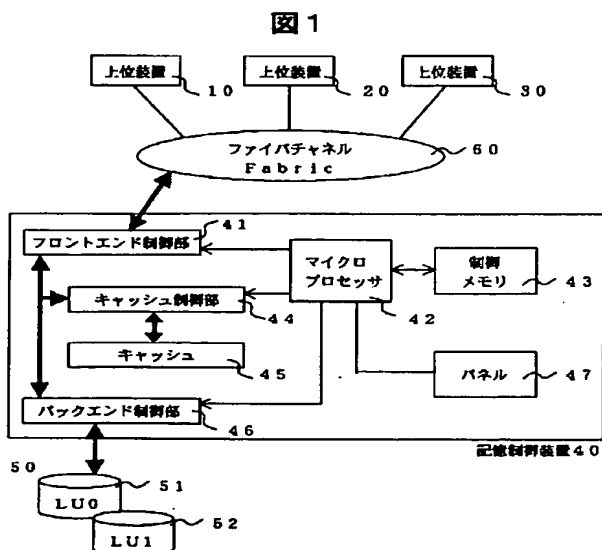 図1
上位装置
上位装置
上位装置
10
20
30
ファイバチャネル
Fabric
60
41
フロントエンド制御部
マイクロ
プロセッサ
制御
メモリ
43
キャッシュ制御部
44
42
キャッシュ
45
パネル
47
バックエンド制御部
46
記憶制御装置40
50
51
LU0
52
LU1